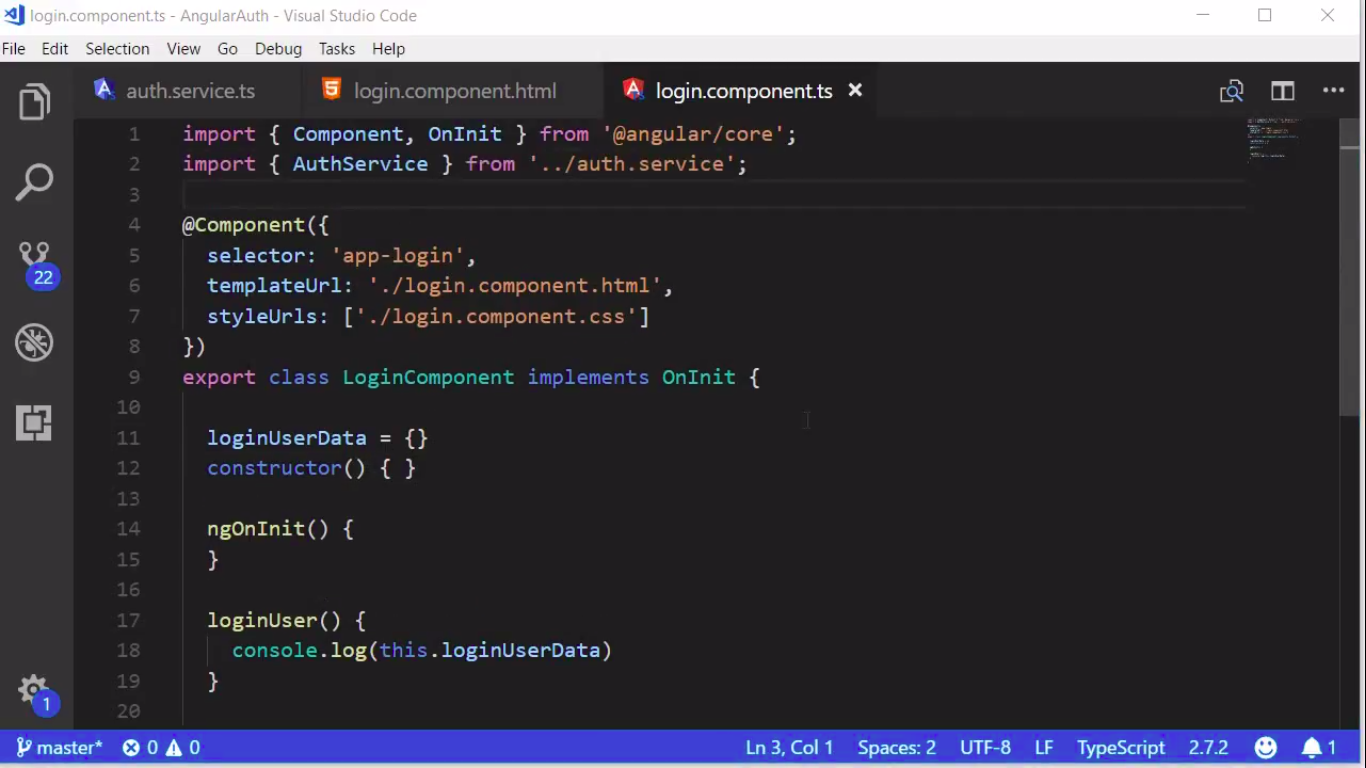 login.component.ts - AngularAuth - Visual Studio Code
File Edit Selection View Go Debug Tasks Help
auth.service.ts login.component.html login.component.ts
1 import { Component, OnInit } from '@angular/core';
2 import { AuthService } from '../auth.service';
3
4 @Component({
5   selector: 'app-login',
6   templateUrl: './login.component.html',
7   styleUrls: ['./login.component.css']
8 })
9 export class LoginComponent implements OnInit {
10
11   loginUserData = {}
12   constructor() { }
13
14   ngOnInit() {
15   }
16
17   loginUser() {
18     console.log(this.loginUserData)
19   }
20
22
1
master* 0 0 Ln 3, Col 1 Spaces: 2 UTF-8 LF TypeScript 2.7.2 1